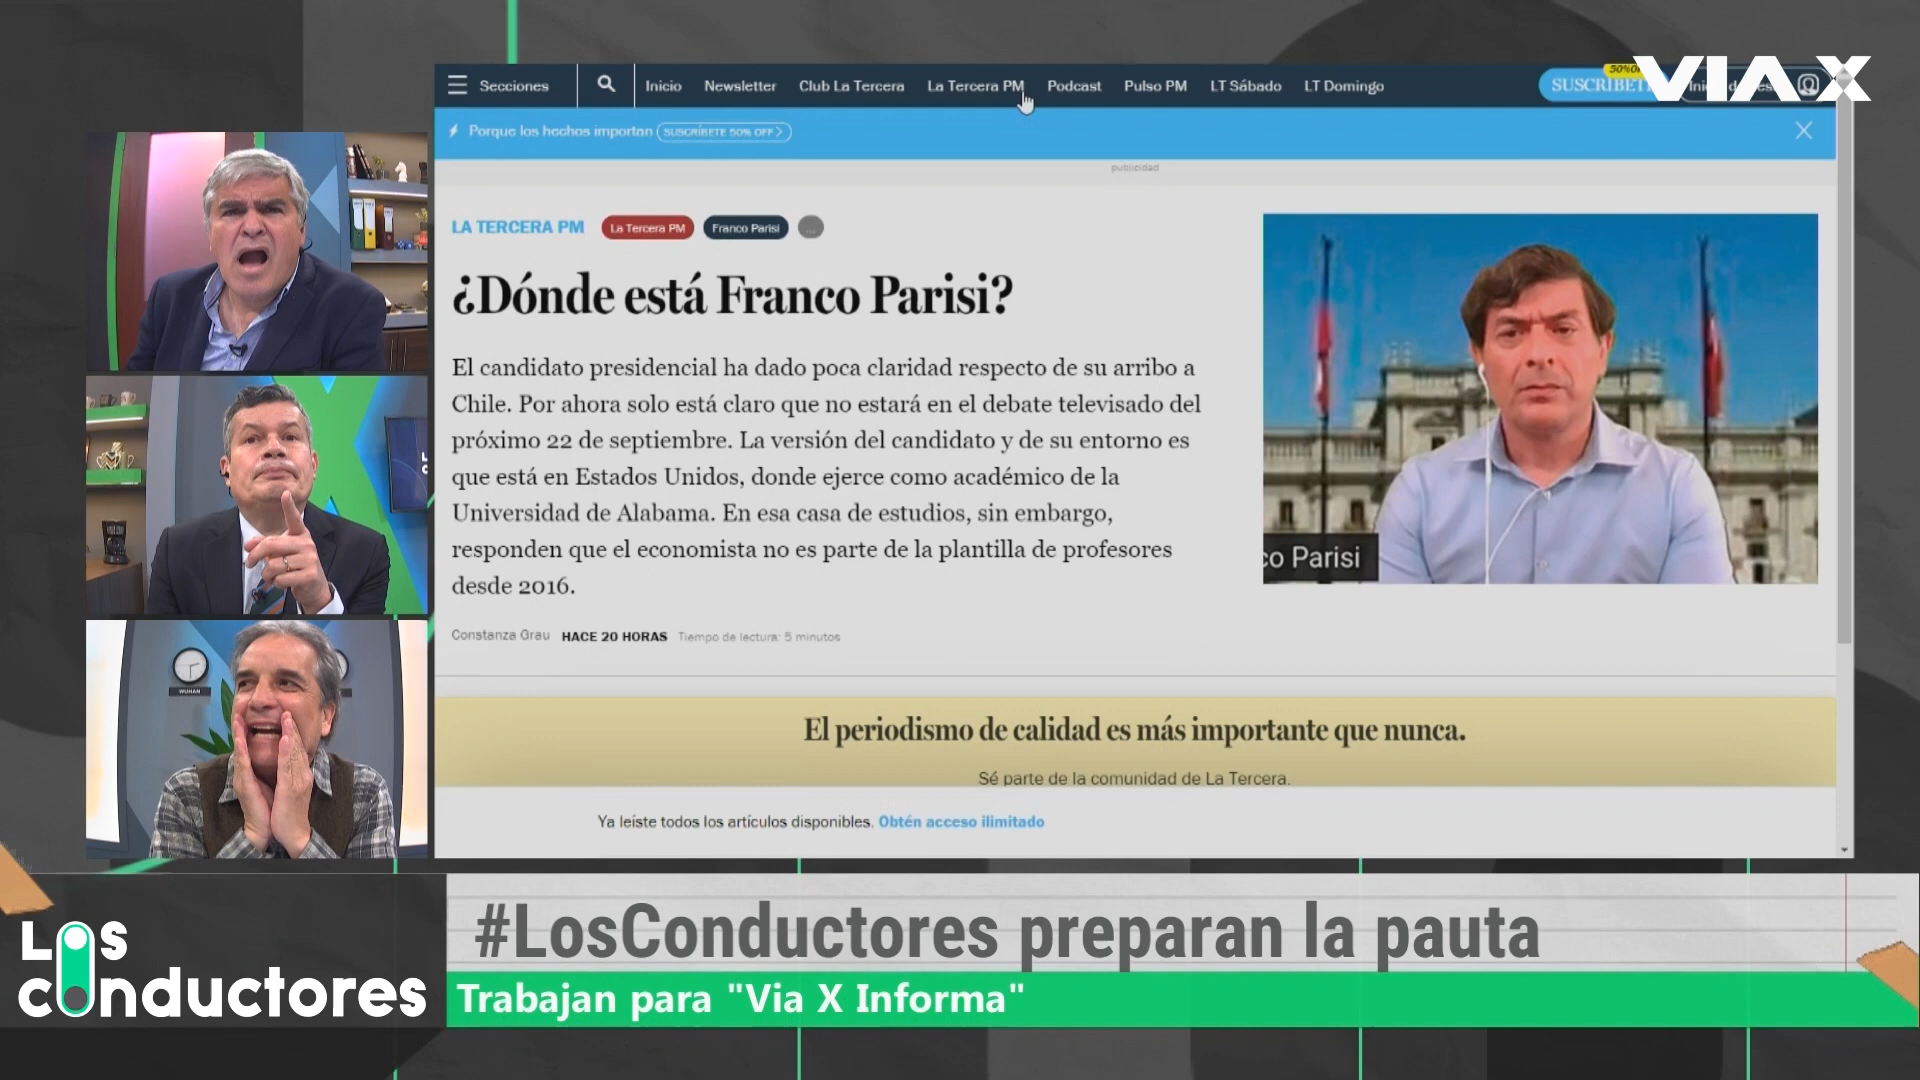 VIA X
Secciones
Inicio
Newsletter
Club La Tercera
La Tercera PM
Podcast
Pulso PM
LT Sábado
LT Domingo
Porque los hechos importan
SUSCRÍBETE 50% OFF >
publicidad
LA TERCERA PM
La Tercera PM
Franco Parisi
...
¿Dónde está Franco Parisi?
El candidato presidencial ha dado poca claridad respecto de su arribo a
Chile. Por ahora solo está claro que no estará en el debate televisado del
próximo 22 de septiembre. La versión del candidato y de su entorno es
que está en Estados Unidos, donde ejerce como académico de la
Universidad de Alabama. En esa casa de estudios, sin embargo,
responden que el economista no es parte de la plantilla de profesores
desde 2016.
co Parisi
Constanza Grau
HACE 20 HORAS
Tiempo de lectura: 5 minutos
WUHAN
El periodismo de calidad es más importante que nunca.
Sé parte de la comunidad de La Tercera.
Ya leíste todos los artículos disponibles. Obtén acceso ilimitado
Los
conductores
#LosConductores preparan la pauta
Trabajan para "Via X Informa"